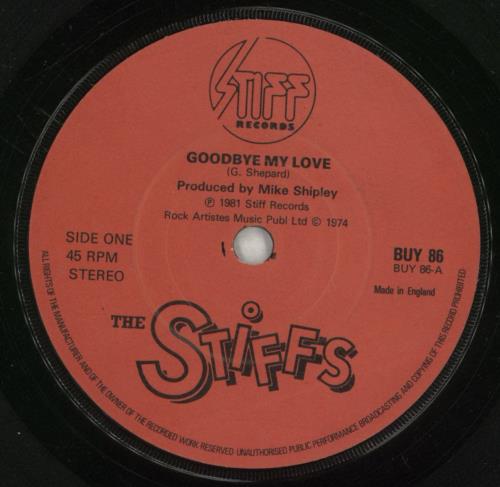 STIFF
RECORDS
GOODBYE MY LOVE
(G. Shepard)
Produced by Mike Shipley
℗ 1981 Stiff Records
Rock Artistes Music Publ Ltd © 1974
SIDE ONE
45 RPM
STEREO
BUY 86
BUY 86-A
Made in England
THE STiFFS
ALL RIGHTS OF THE MANUFACTURER AND OF THE OWNER OF THE RECORDED WORK RESERVED· UNAUTHORISED PUBLIC PERFORMANCE BROADCASTING AND COPYING OF THIS RECORD PROHIBITED